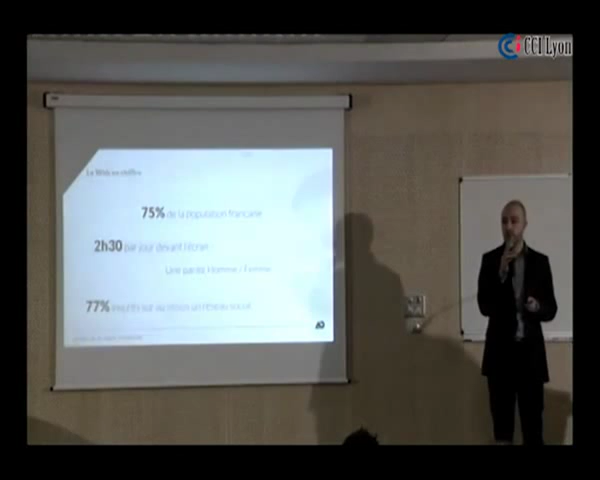 CCI Lyon
Le Web en chiffre
75% de la population française
2h30 par jour devant l'écran
Une parité Homme / Femme
77% inscrits sur au moins un réseau social